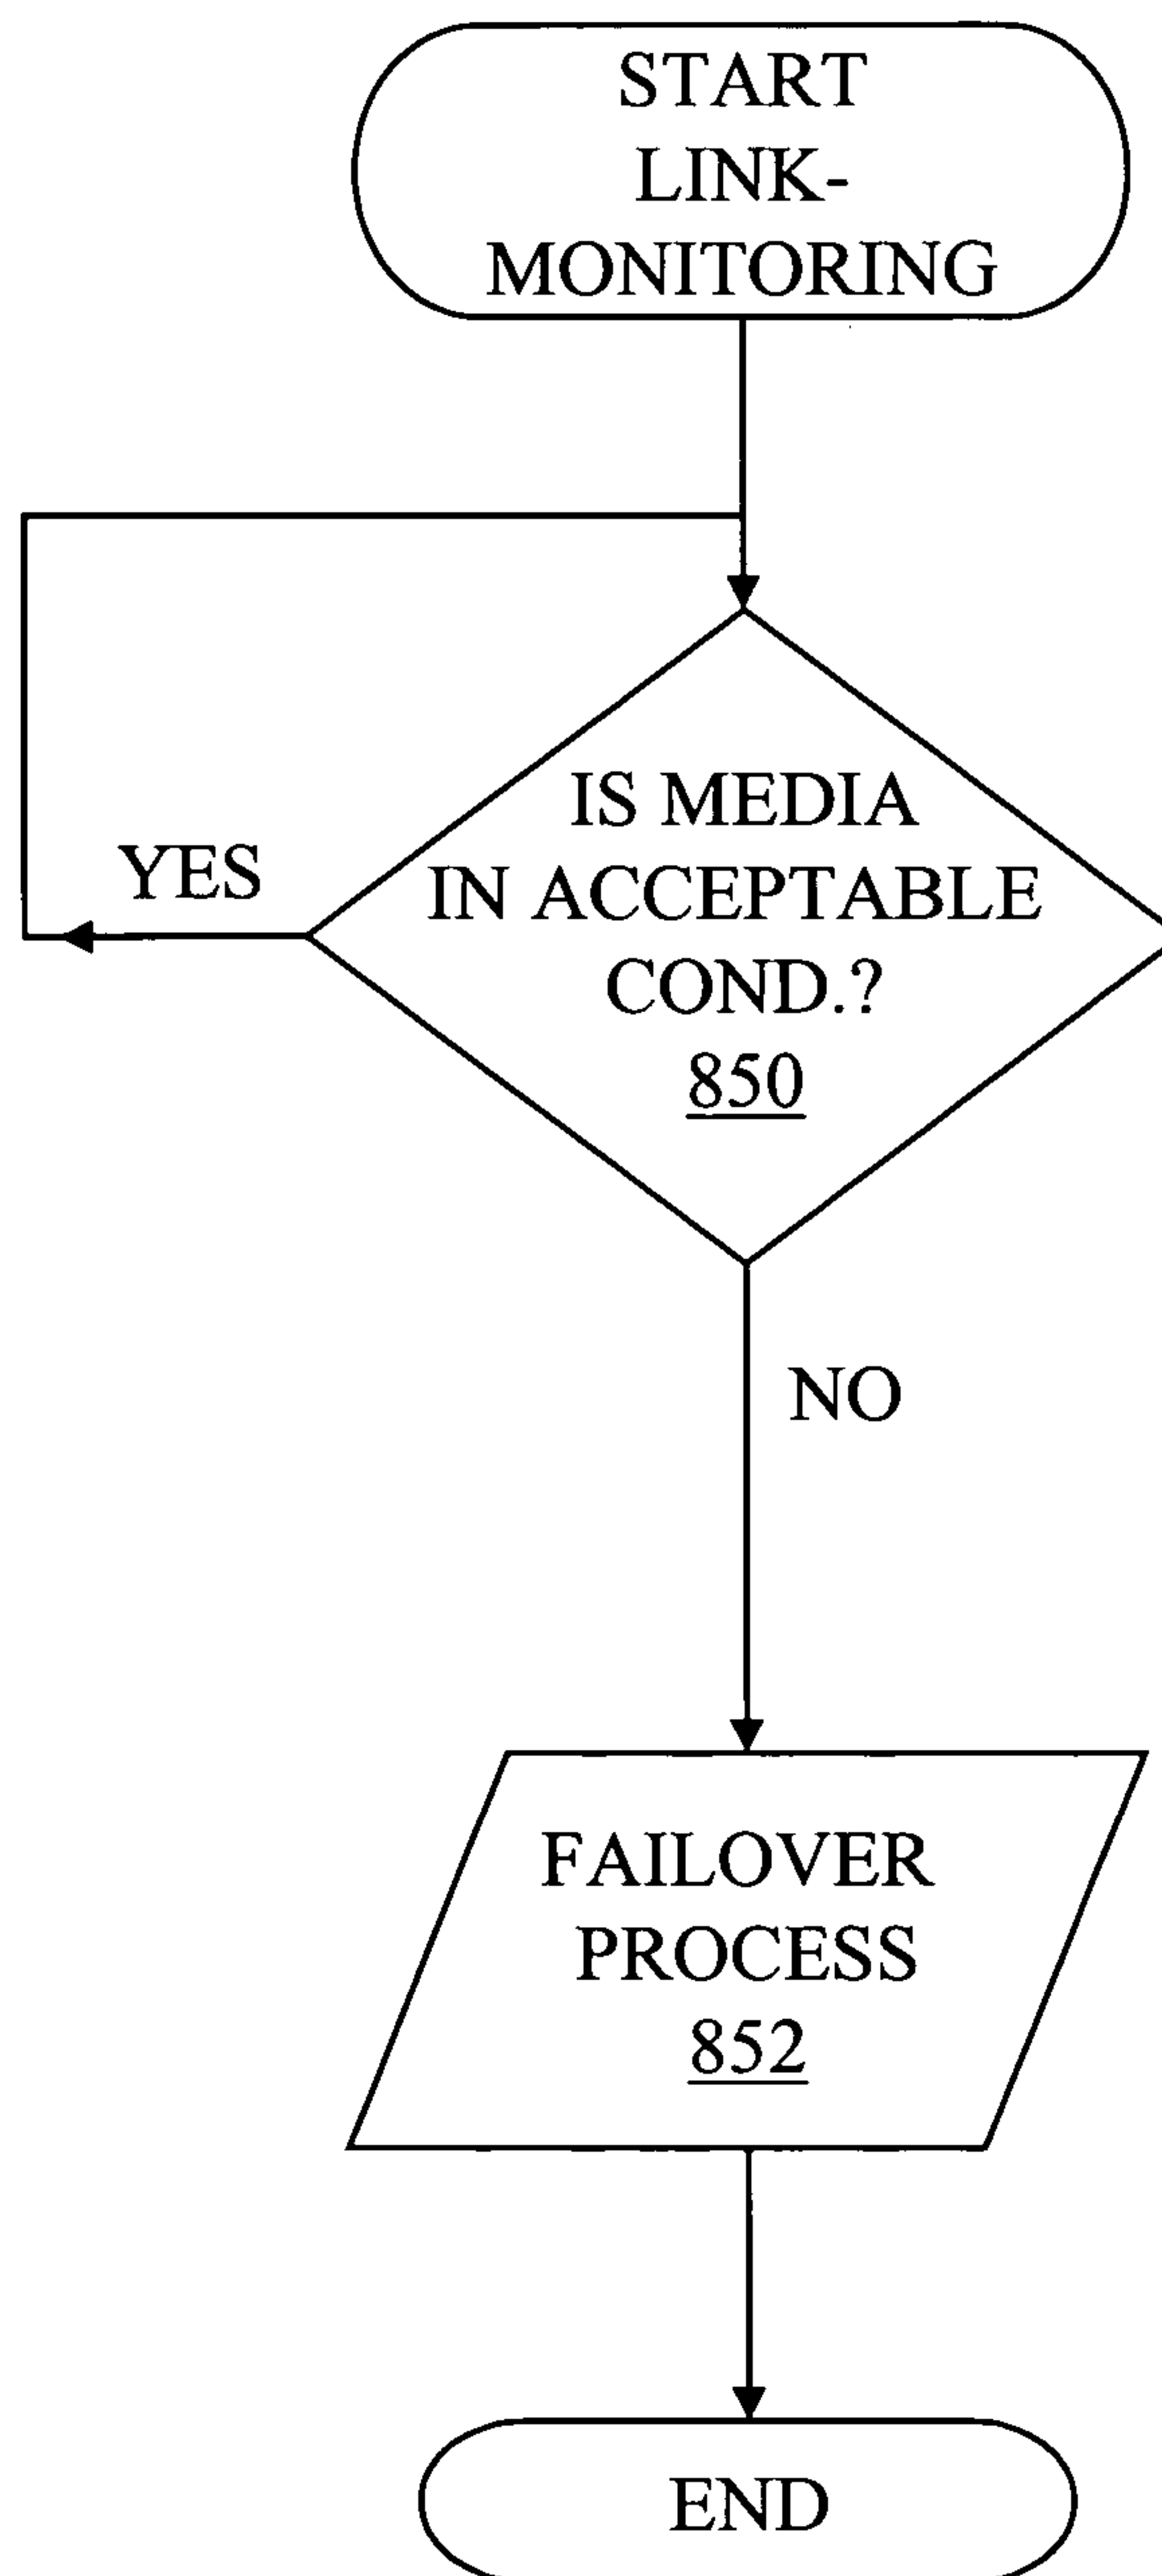 START
LINK-
MONITORING
IS MEDIA
IN ACCEPTABLE
COND.?
850
YES
NO
FAILOVER
PROCESS
852
END